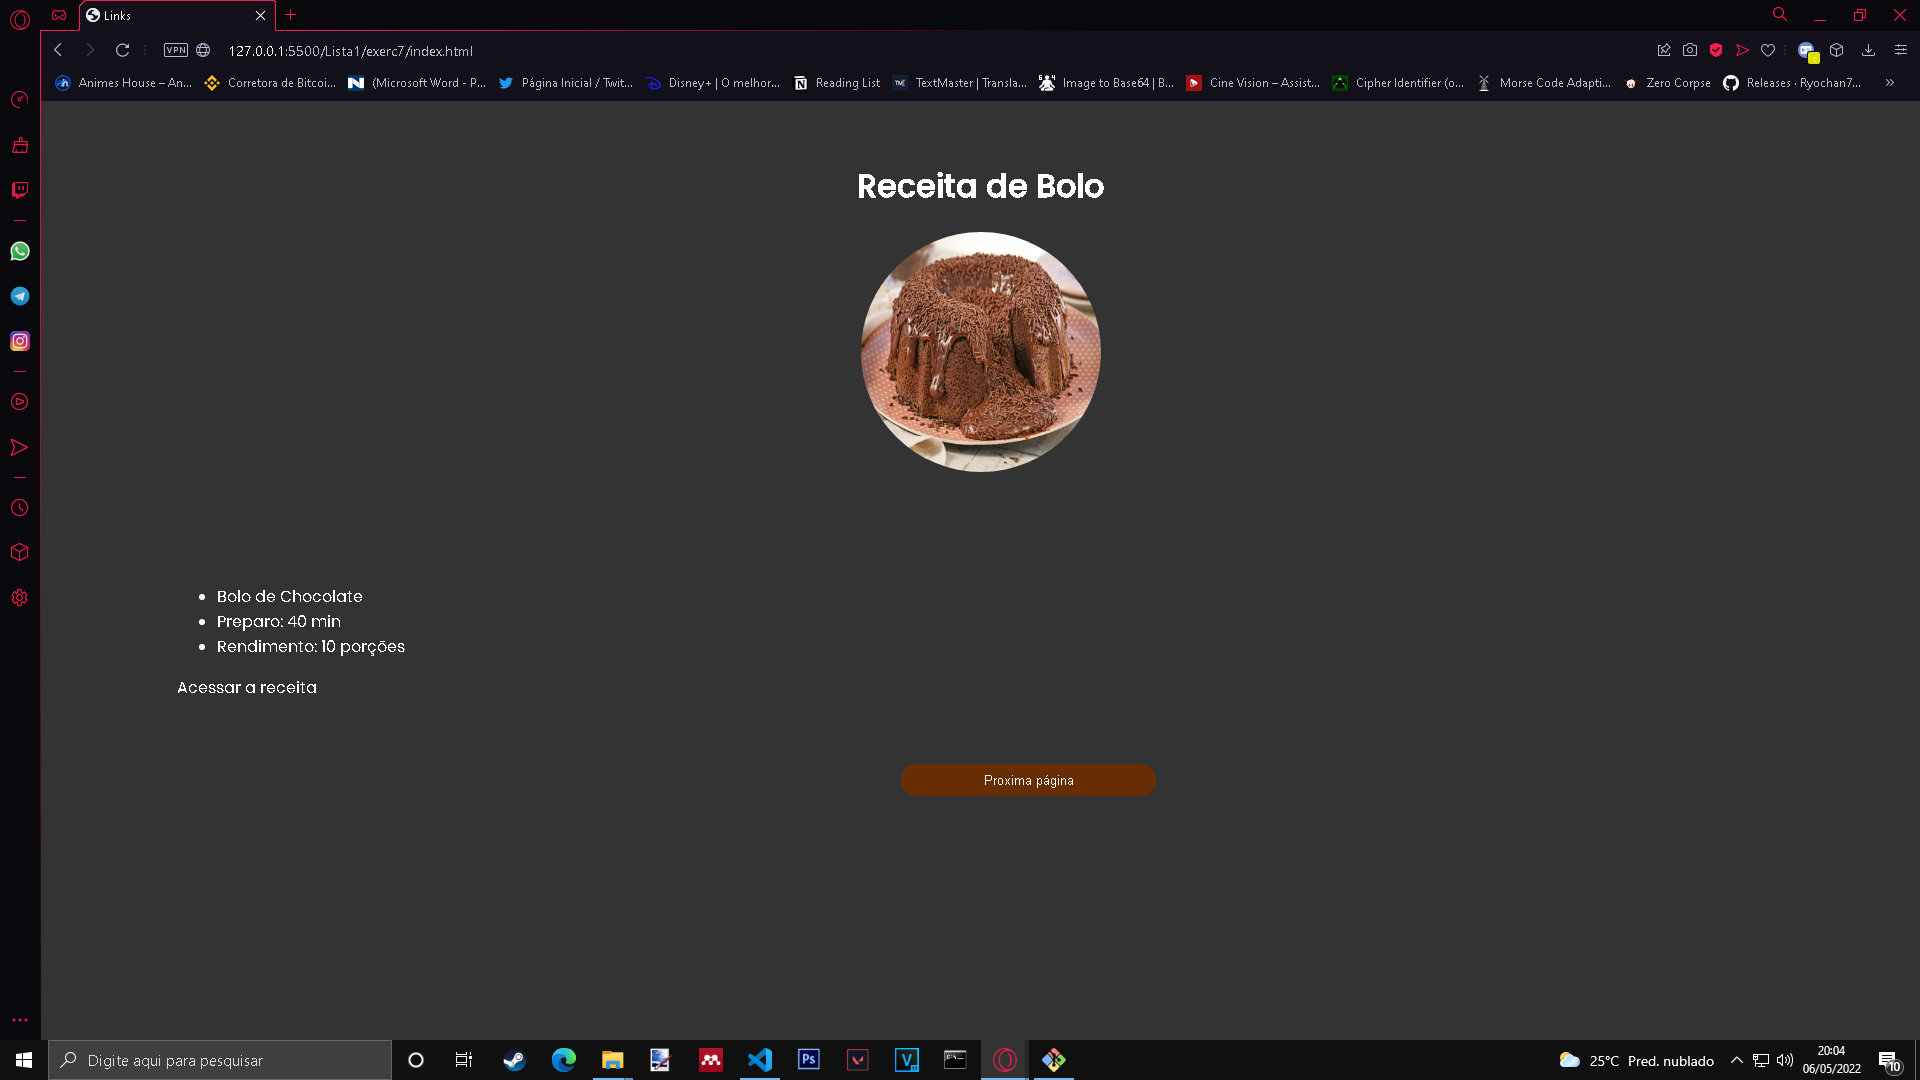 Links
VPN
127.0.0.1:5500/Lista1/exerc7/index.html
Animes House – An...
Corretora de Bitcoi...
(Microsoft Word - P...
Página Inicial / Twit...
Disney+ | O melhor...
Reading List
TextMaster | Transla...
Image to Base64 | B...
Cine Vision – Assist...
Cipher Identifier (o...
Morse Code Adapti...
Zero Corpse
Releases · Ryochan7...
»
Receita de Bolo
Bolo de Chocolate
Preparo: 40 min
Rendimento: 10 porções
Acessar a receita
Proxima página
Digite aqui para pesquisar
Ps
25°C Pred. nublado
20:04
06/05/2022
10